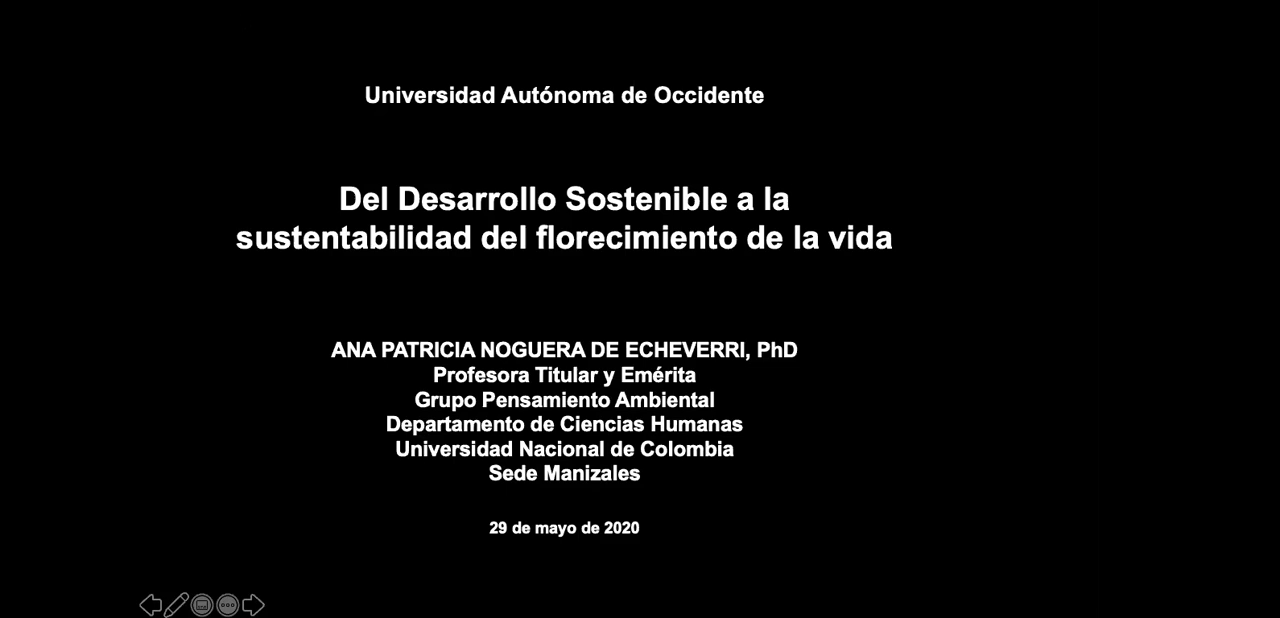 Universidad Autónoma de Occidente
Del Desarrollo Sostenible a la
sustentabilidad del florecimiento de la vida
ANA PATRICIA NOGUERA DE ECHEVERRI, PhD
Profesora Titular y Emérita
Grupo Pensamiento Ambiental
Departamento de Ciencias Humanas
Universidad Nacional de Colombia
Sede Manizales
29 de mayo de 2020